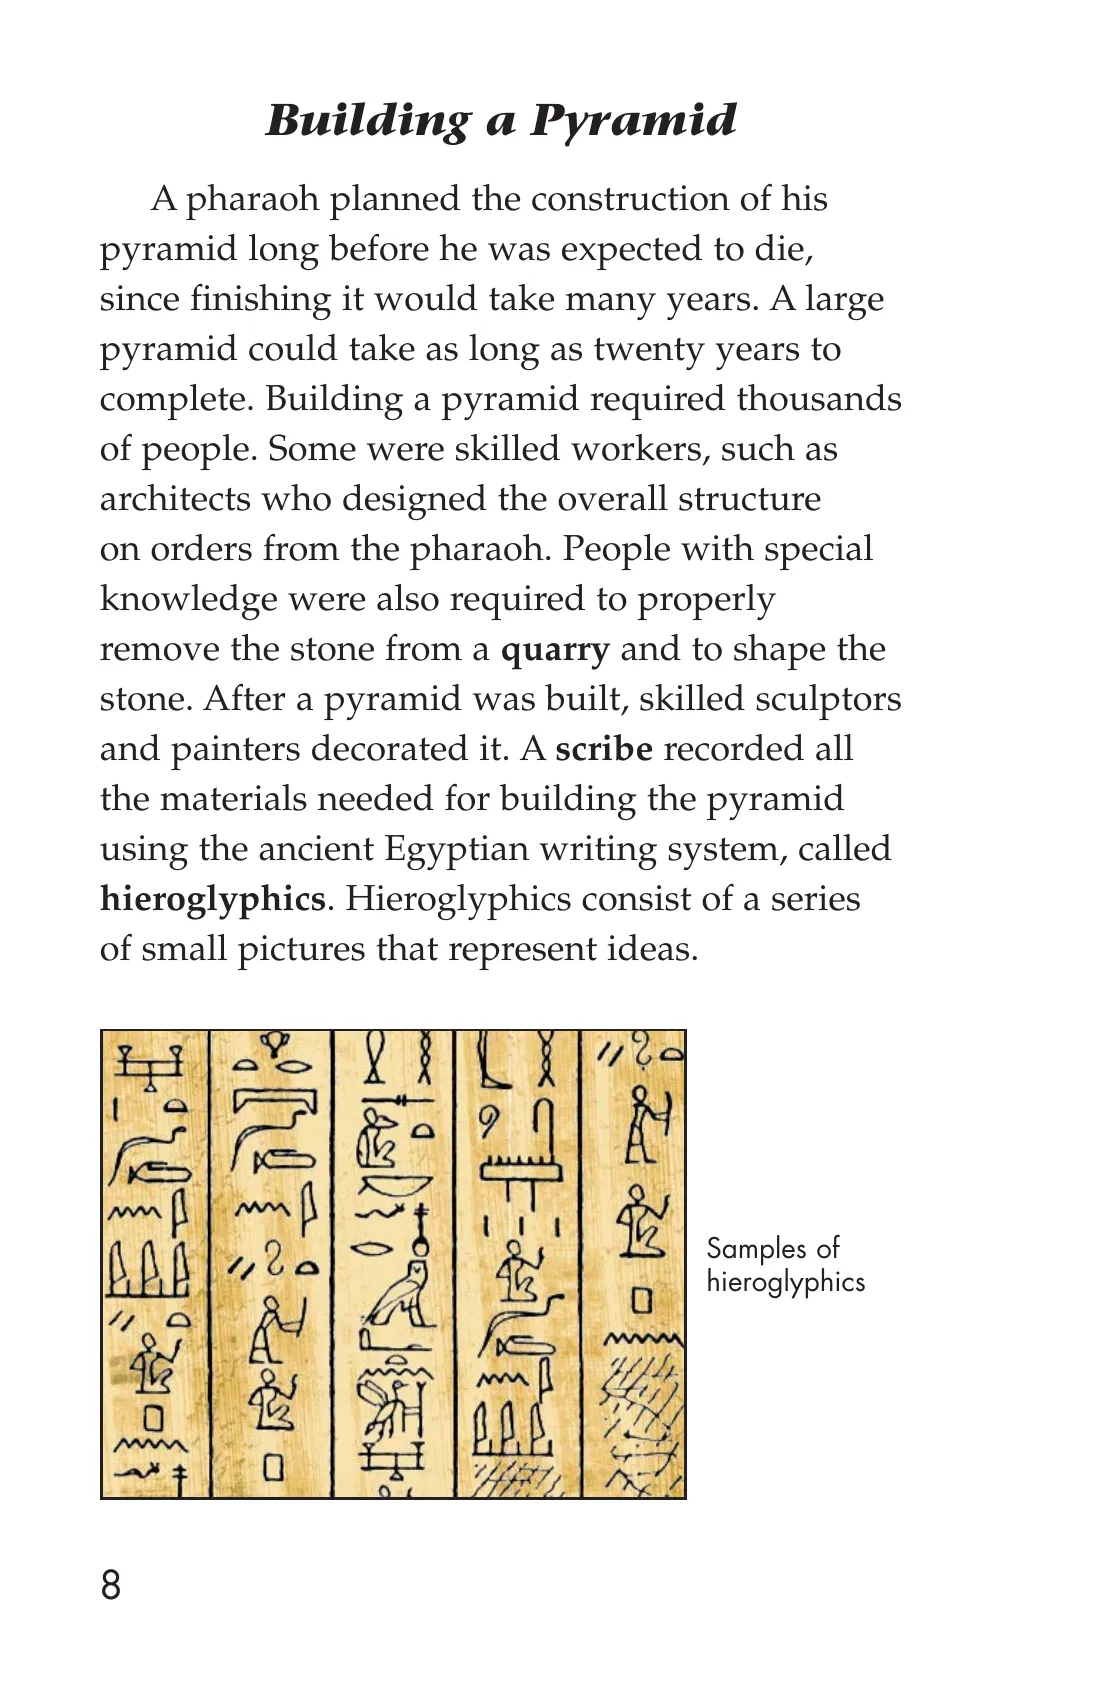 Building a Pyramid
A pharaoh planned the construction of his
pyramid long before he was expected to die,
since finishing it would take many years. A large
pyramid could take as long as twenty years to
complete. Building a pyramid required thousands
of people. Some were skilled workers, such as
architects who designed the overall structure
on orders from the pharaoh. People with special
knowledge were also required to properly
remove the stone from a quarry and to shape the
stone. After a pyramid was built, skilled sculptors
and painters decorated it. A scribe recorded all
the materials needed for building the pyramid
using the ancient Egyptian writing system, called
hieroglyphics. Hieroglyphics consist of a series
of small pictures that represent ideas.
Samples of
hieroglyphics
8